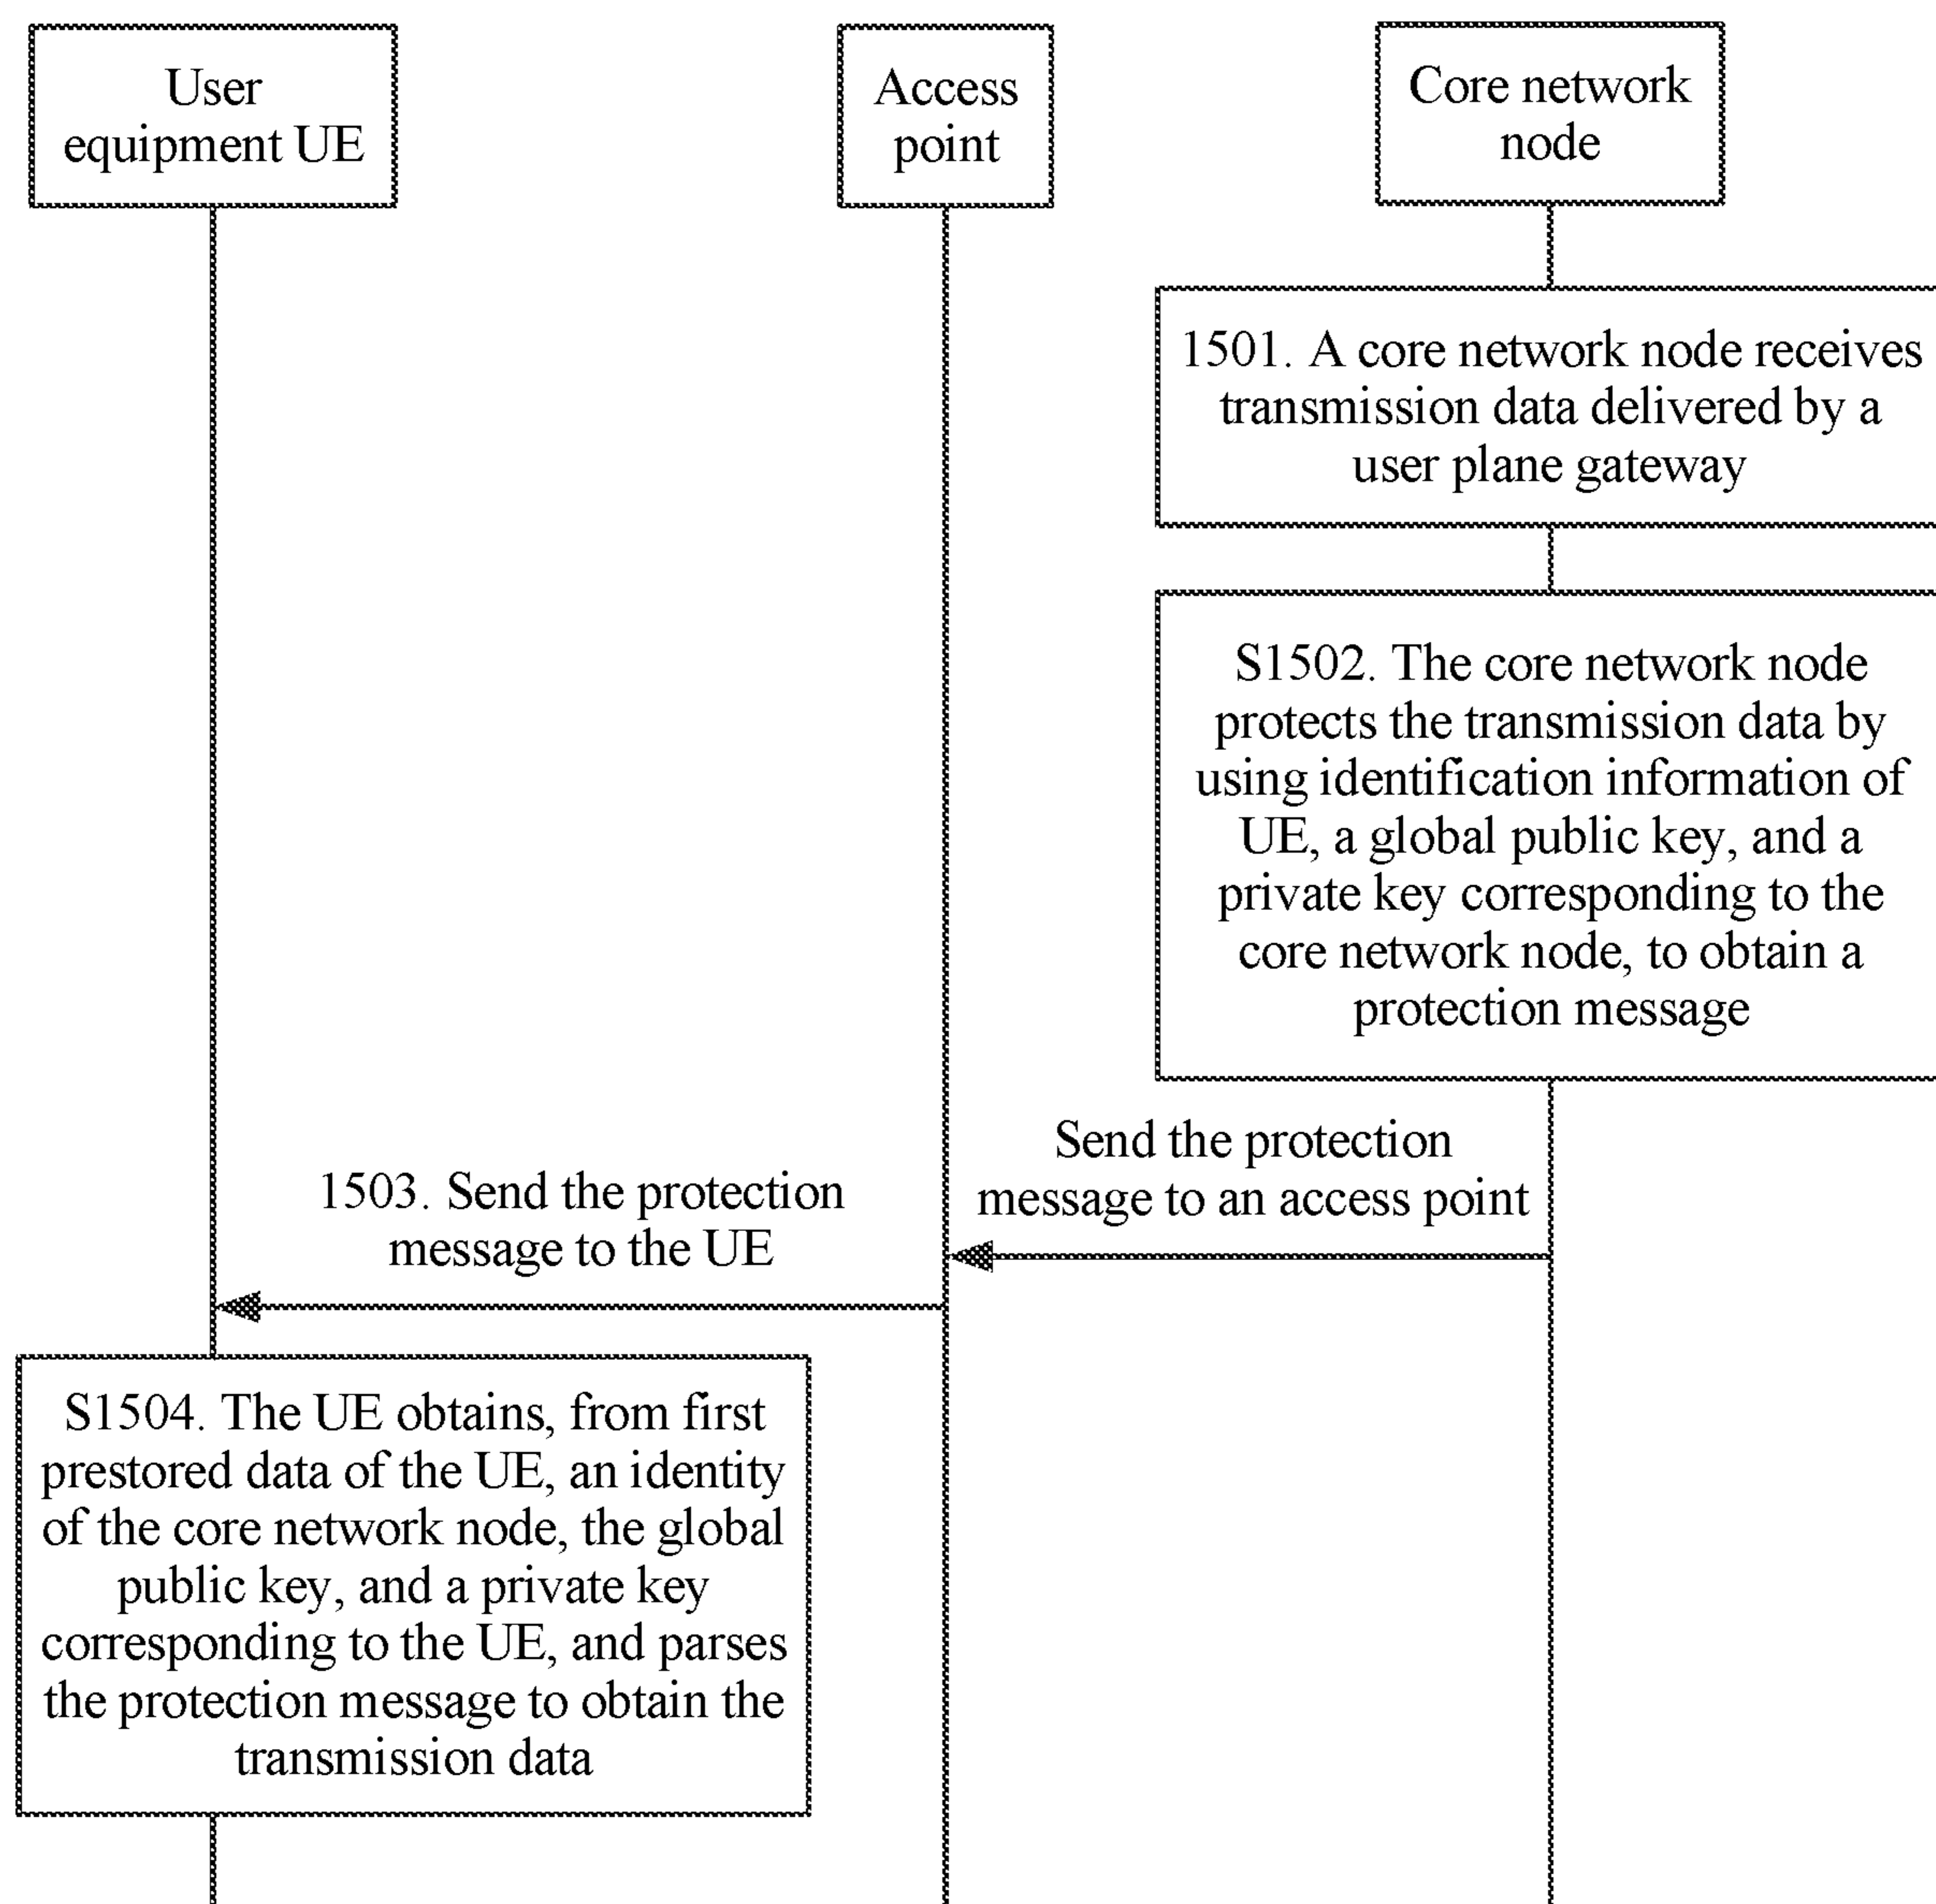 User
equipment UE
Access
point
Core network
node
1501. A core network node receives
transmission data delivered by a
user plane gateway
S1502. The core network node
protects the transmission data by
using identification information of
UE, a global public key, and a
private key corresponding to the
core network node, to obtain a
protection message
Send the protection
message to an access point
1503. Send the protection
message to the UE
S1504. The UE obtains, from first
prestored data of the UE, an identity
of the core network node, the global
public key, and a private key
corresponding to the UE, and parses
the protection message to obtain the
transmission data